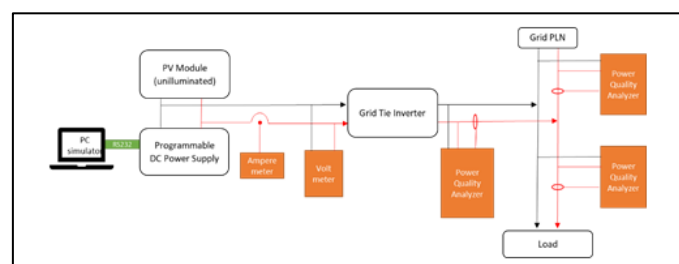 Grid PLN
PV Module
(unilluminated)
Power
Quality
Analyzer
Grid Tie Inverter
PC
simulator
RS232
Programmable
DC Power Supply
Ampere
meter
Volt
meter
Power
Quality
Analyzer
Power
Quality
Analyzer
Load